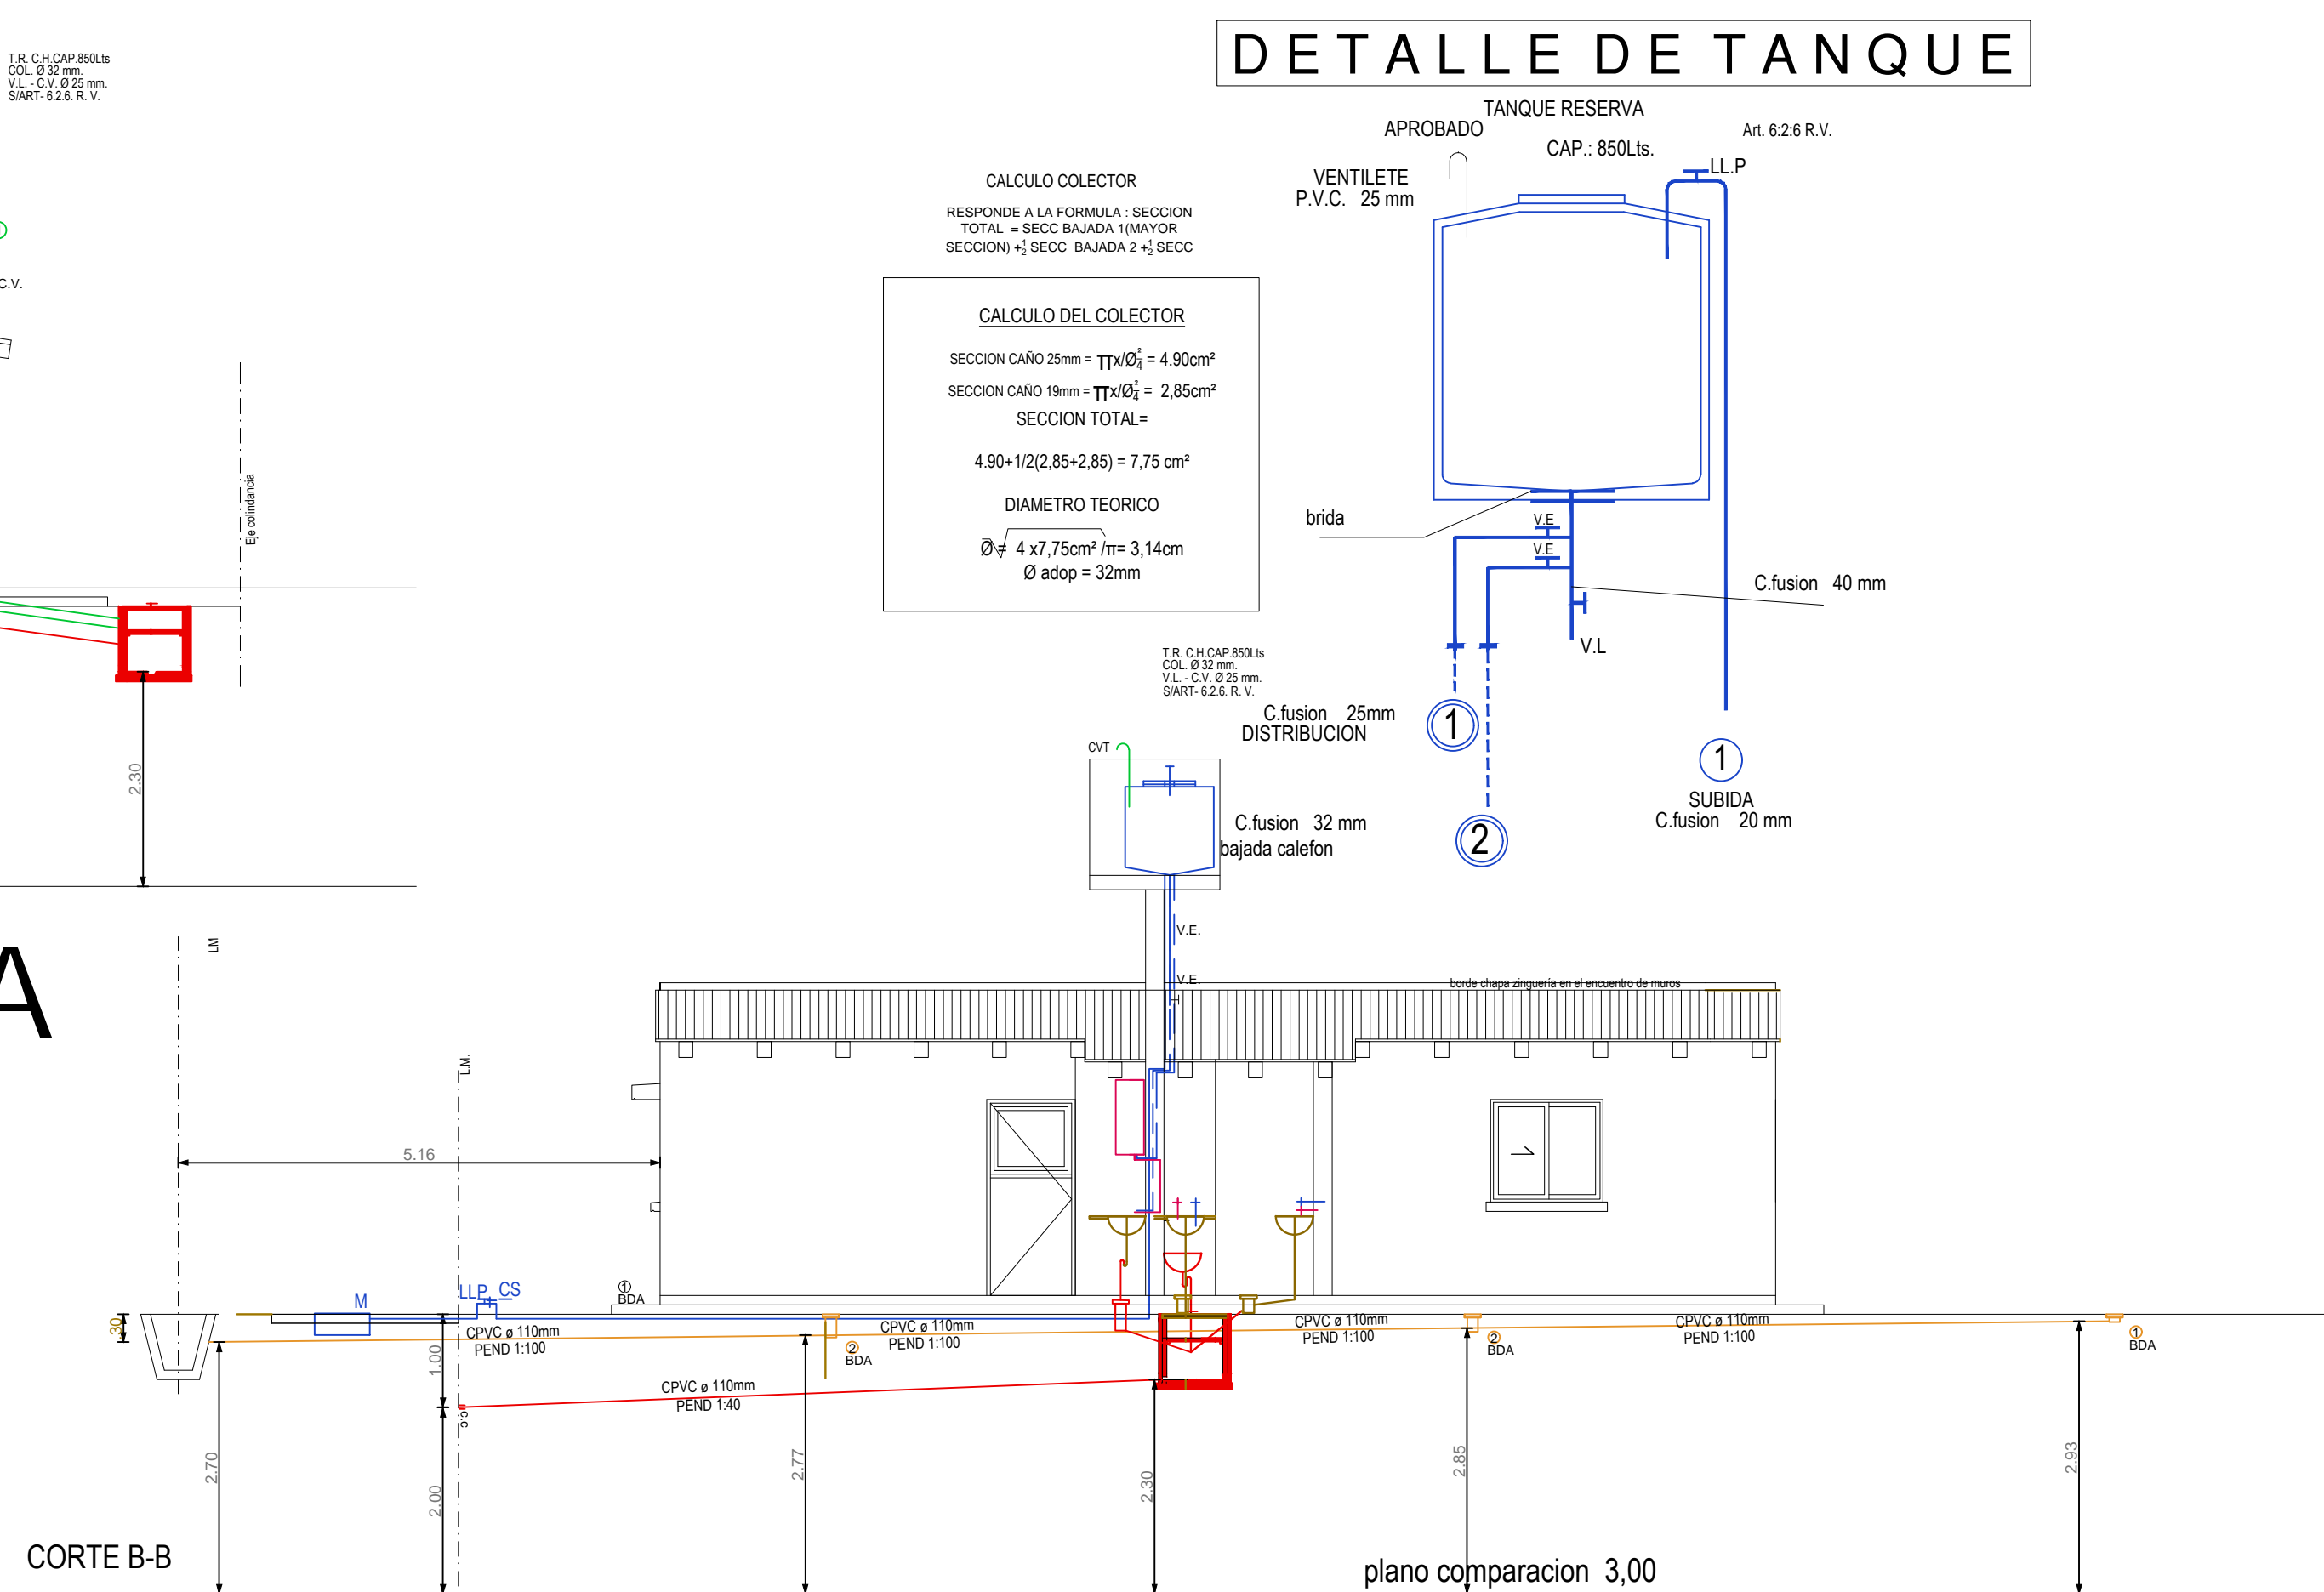 DETALLE DE TANQUE
T.R. C.H.CAP.850Lts
COL. Ø 32 mm.
V.L. - C.V. Ø 25 mm.
S/ART- 6.2.6. R. V.
C.V.
Eje colindancia
2.30
A
TANQUE RESERVA
APROBADO
Art. 6:2:6 R.V.
CAP.: 850Lts.
LL.P
VENTILETE
P.V.C. 25 mm
brida
V.E
V.E
C.fusion 40 mm
V.L
C.fusion 25mm
DISTRIBUCION
1
2
1
SUBIDA
C.fusion 20 mm
CALCULO COLECTOR
RESPONDE A LA FORMULA : SECCION
TOTAL = SECC BAJADA 1(MAYOR
SECCION) +½ SECC BAJADA 2 +½ SECC
CALCULO DEL COLECTOR
SECCION CAÑO 25mm = πx/Ø²/4 = 4.90cm²
SECCION CAÑO 19mm = πx/Ø²/4 = 2,85cm²
SECCION TOTAL=
4.90+1/2(2,85+2,85) = 7,75 cm²
DIAMETRO TEORICO
Ø = √4 x7,75cm² /π= 3,14cm
Ø adop = 32mm
T.R. C.H.CAP.850Lts
COL. Ø 32 mm.
V.L. - C.V. Ø 25 mm.
S/ART- 6.2.6. R. V.
CVT
C.fusion 32 mm
bajada calefon
V.E.
V.E.
borde chapa zinguería en el encuentro de muros
LM
L.M.
5.16
1
M
LLP CS
1
BDA
30
CPVC ø 110mm
PEND 1:100
CPVC ø 110mm
PEND 1:100
CPVC ø 110mm
PEND 1:100
CPVC ø 110mm
PEND 1:100
2
BDA
2
BDA
1
BDA
1.00
CPVC ø 110mm
PEND 1:40
c.c
2.70
2.00
2.77
2.30
2.85
2.93
CORTE B-B
plano comparacion 3,00